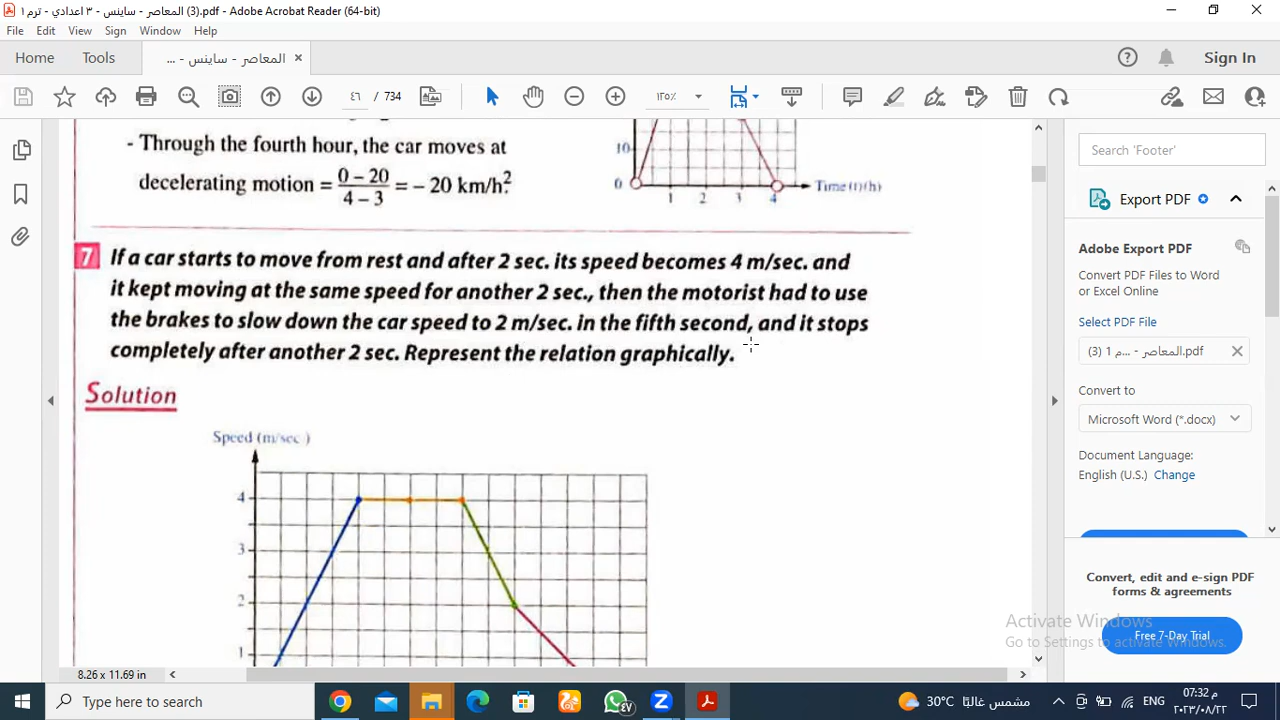 المعاصر - ساينس - ٣ اعدادي - ترم ١ (3).pdf - Adobe Acrobat Reader (64-bit)
File Edit View Sign Window Help
Home Tools المعاصر - ساينس - ... × Sign In
٤٦ / 734 ١٢٥٪
- Through the fourth hour, the car moves at
decelerating motion = 0 – 20 / 4 – 3 = – 20 km/h².
10
0
1 2 3 4
Time (t) (h)
7 If a car starts to move from rest and after 2 sec. its speed becomes 4 m/sec. and
it kept moving at the same speed for another 2 sec., then the motorist had to use
the brakes to slow down the car speed to 2 m/sec. in the fifth second, and it stops
completely after another 2 sec. Represent the relation graphically.
Solution
Speed (m/sec.)
4
3
2
1
8.26 x 11.69 in
Search 'Footer'
Export PDF
Adobe Export PDF
Convert PDF Files to Word
or Excel Online
Select PDF File
المعاصر...م 1 (3).pdf
Convert to
Microsoft Word (*.docx)
Document Language:
English (U.S.) Change
Convert, edit and e-sign PDF
forms & agreements
Free 7-Day Trial
Activate Windows
Go to Settings to activate Windows.
Type here to search
٤٧
30°C مشمس غالبًا
ENG
07:32 م
٢٠٢٣/٠٨/٢٢